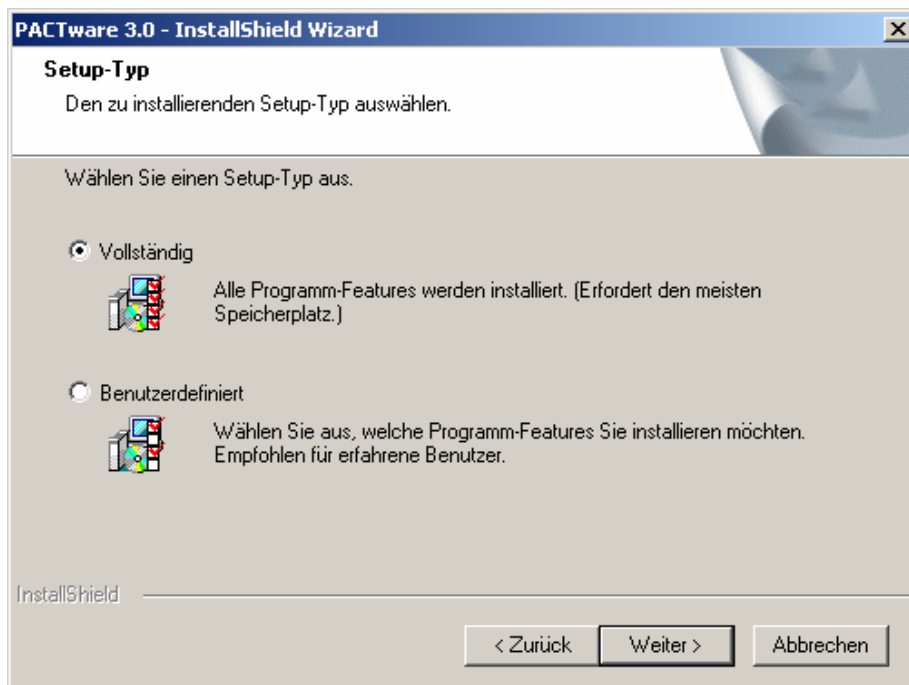 PACTware 3.0 - InstallShield Wizard
Setup-Typ
Den zu installierenden Setup-Typ auswählen.
Wählen Sie einen Setup-Typ aus.
Vollständig
Alle Programm-Features werden installiert. (Erfordert den meisten
Speicherplatz.)
Benutzerdefiniert
Wählen Sie aus, welche Programm-Features Sie installieren möchten.
Empfohlen für erfahrene Benutzer.
InstallShield
< Zurück
Weiter >
Abbrechen